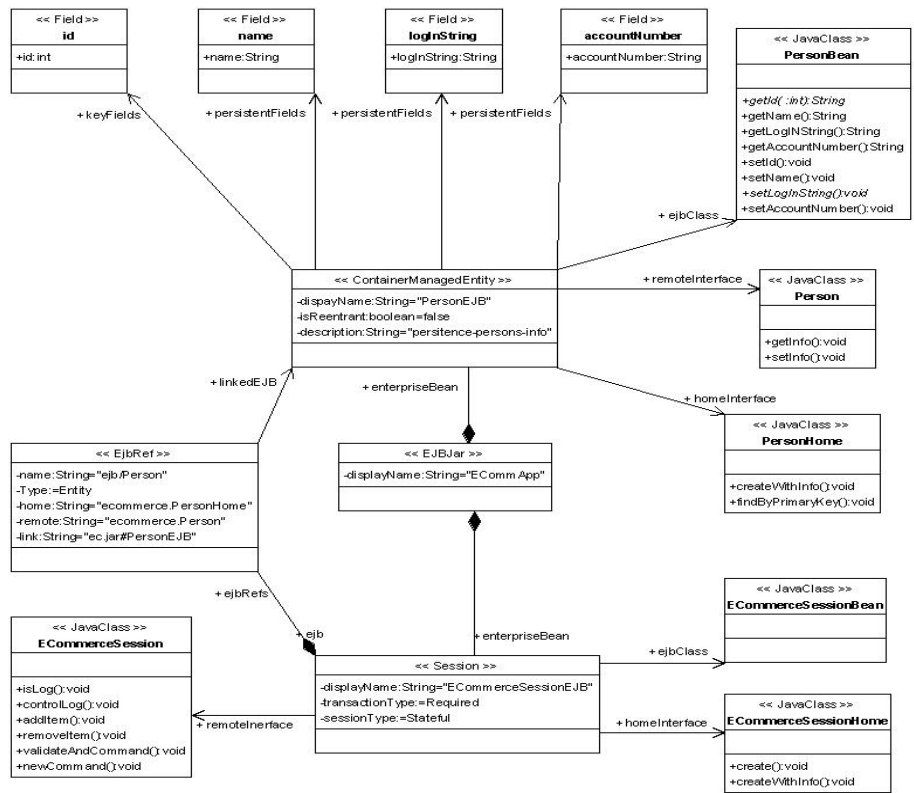 << Field >>
id
+id:int
<< Field >>
name
+name:String
<< Field >>
logInString
+logInString:String
<< Field >>
accountNumber
+accountNumber:String
<< JavaClass >>
PersonBean
+getId( :int):String
+getName():String
+getLogINString():String
+getAccountNumber():String
+setId():void
+setName():void
+setLogInString():void
+setAccountNumber():void
+ keyFields
+ persistentFields
+ persistentFields
+ persistentFields
+ ejbClass
<< ContainerManagedEntity >>
-dispayName:String="PersonEJB"
-isReentrant:boolean=false
-description:String="persitence-persons-info"
+ remoteInterface
<< JavaClass >>
Person
+getInfo():void
+setInfo():void
+ linkedEJB
+ enterpriseBean
+ homeInterface
<< JavaClass >>
PersonHome
+createWithInfo():void
+findByPrimaryKey():void
<< EjbRef >>
-name:String="ejb/Person"
-Type:=Entity
-home:String="ecommerce.PersonHome"
-remote:String="ecommerce.Person"
-link:String="ec.jar#PersonEJB"
<< EJBJar >>
-displayName:String="EComm App"
+ ejbRefs
+ ejb
+ enterpriseBean
<< JavaClass >>
ECommerceSession
+isLog():void
+controlLog():void
+addItem():void
+removeItem():void
+validateAndCommand():void
+newCommand():void
+ remoteInerface
<< Session >>
-displayName:String="ECommerceSessionEJB"
-transactionType:=Required
-sessionType:=Stateful
+ ejbClass
<< JavaClass >>
ECommerceSessionBean
+ homeInterface
<< JavaClass >>
ECommerceSessionHome
+create():void
+createWithInfo():void